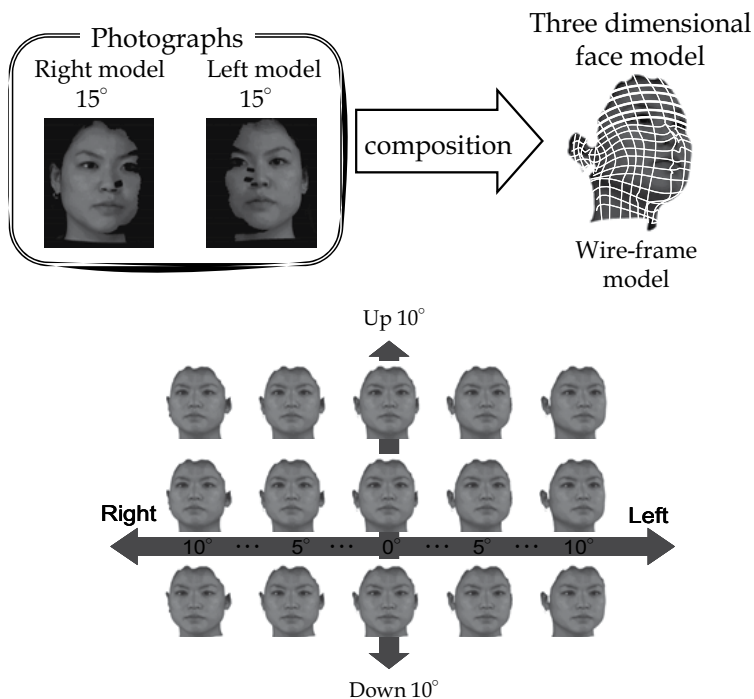 Photographs
Right model
15°
Left model
15°
composition
Three dimensional
face model
Wire-frame
model
Up 10°
Right
Left
10° ··· 5° ··· 0° ··· 5° ··· 10°
Down 10°